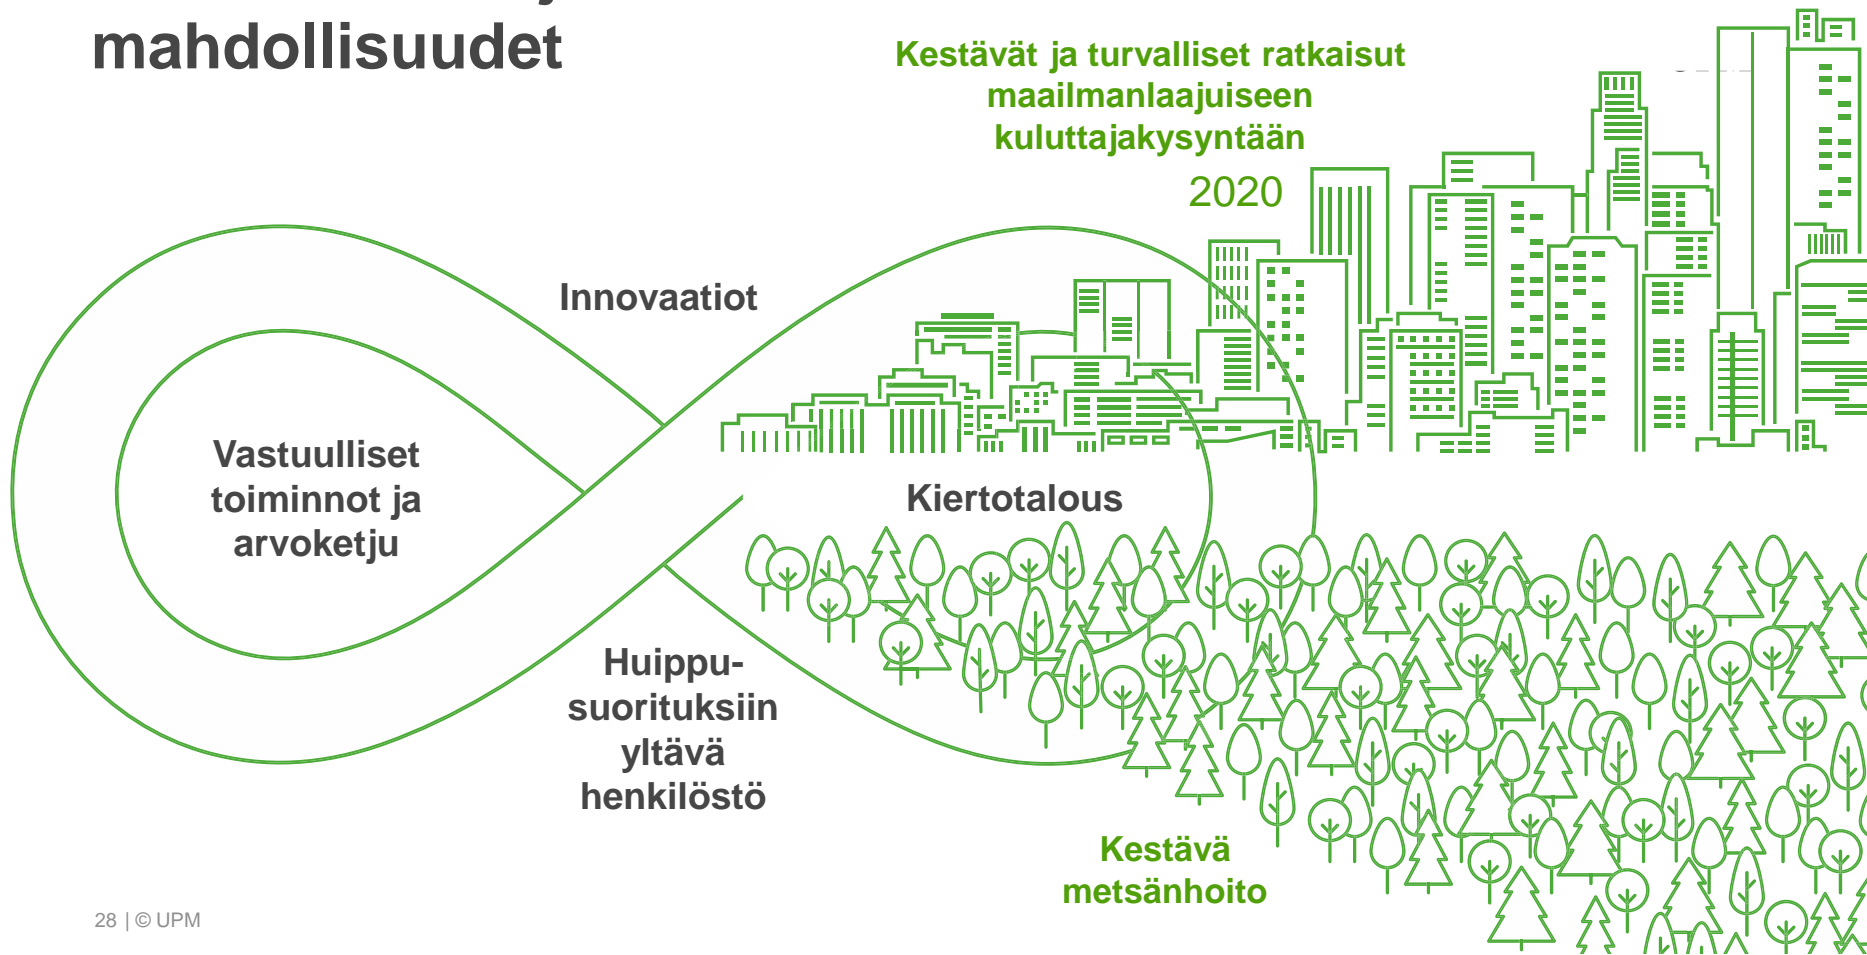 mahdollisuudet
Kestävät ja turvalliset ratkaisut
maailmanlaajuiseen
kuluttajakysyntään
2020
Innovaatiot
Vastuulliset
toiminnot ja
arvoketju
Kiertotalous
Huippu-
suorituksiin
yltävä
henkilöstö
Kestävä
metsänhoito
28 | © UPM